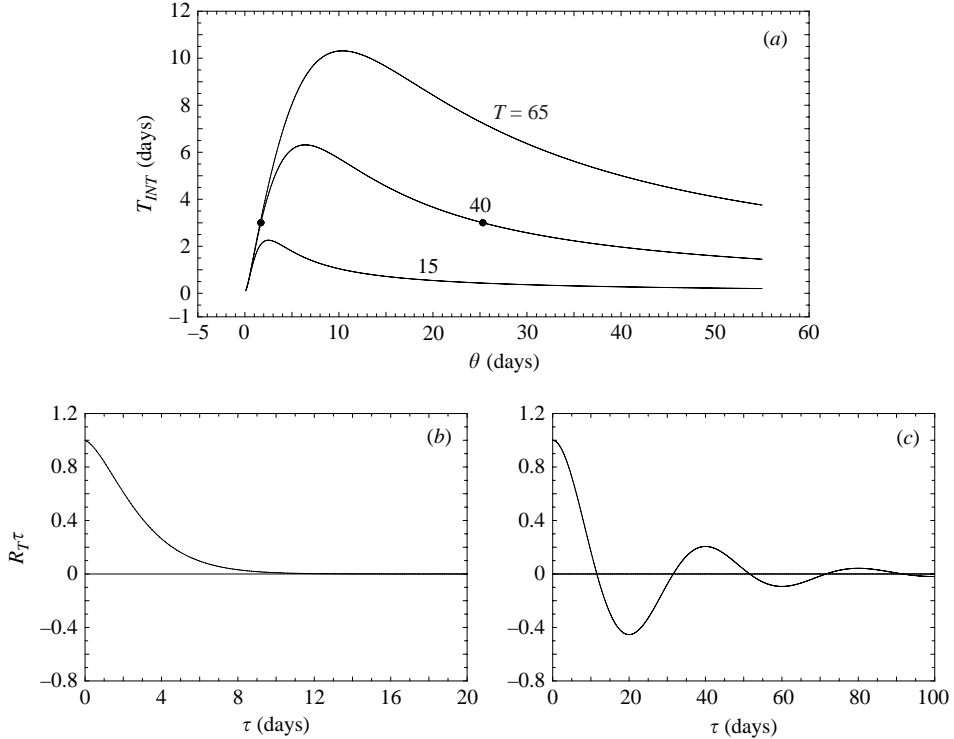 12
10
8
6
4
2
0
–1
T_INT (days)
(a)
T = 65
40
15
–5 0 10 20 30 40 50 60
θ (days)
1.2
0.8
0.4
0
–0.4
–0.8
R_Tτ
(b)
0 4 8 12 16 20
τ (days)
1.2
0.8
0.4
0
–0.4
–0.8
(c)
0 20 40 60 80 100
τ (days)